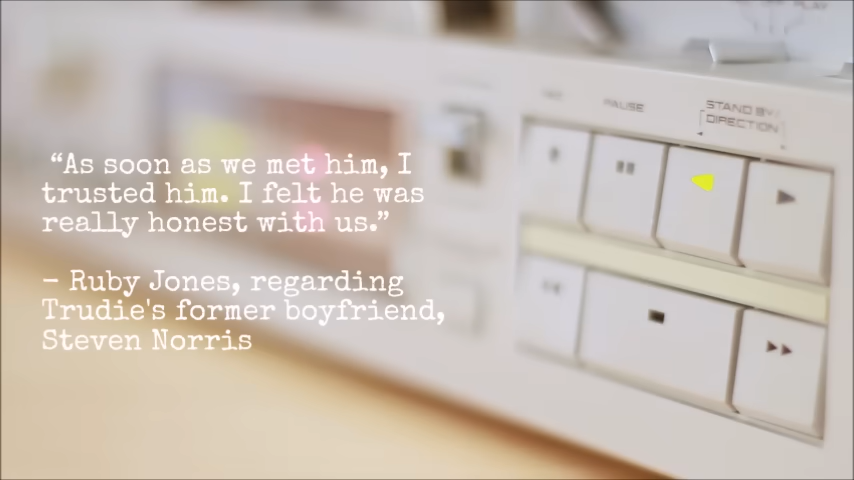 “As soon as we met him, I
trusted him. I felt he was
really honest with us.”
– Ruby Jones, regarding
Trudie's former boyfriend,
Steven Norris
PLAY
PAUSE
STAND BY/
DIRECTION